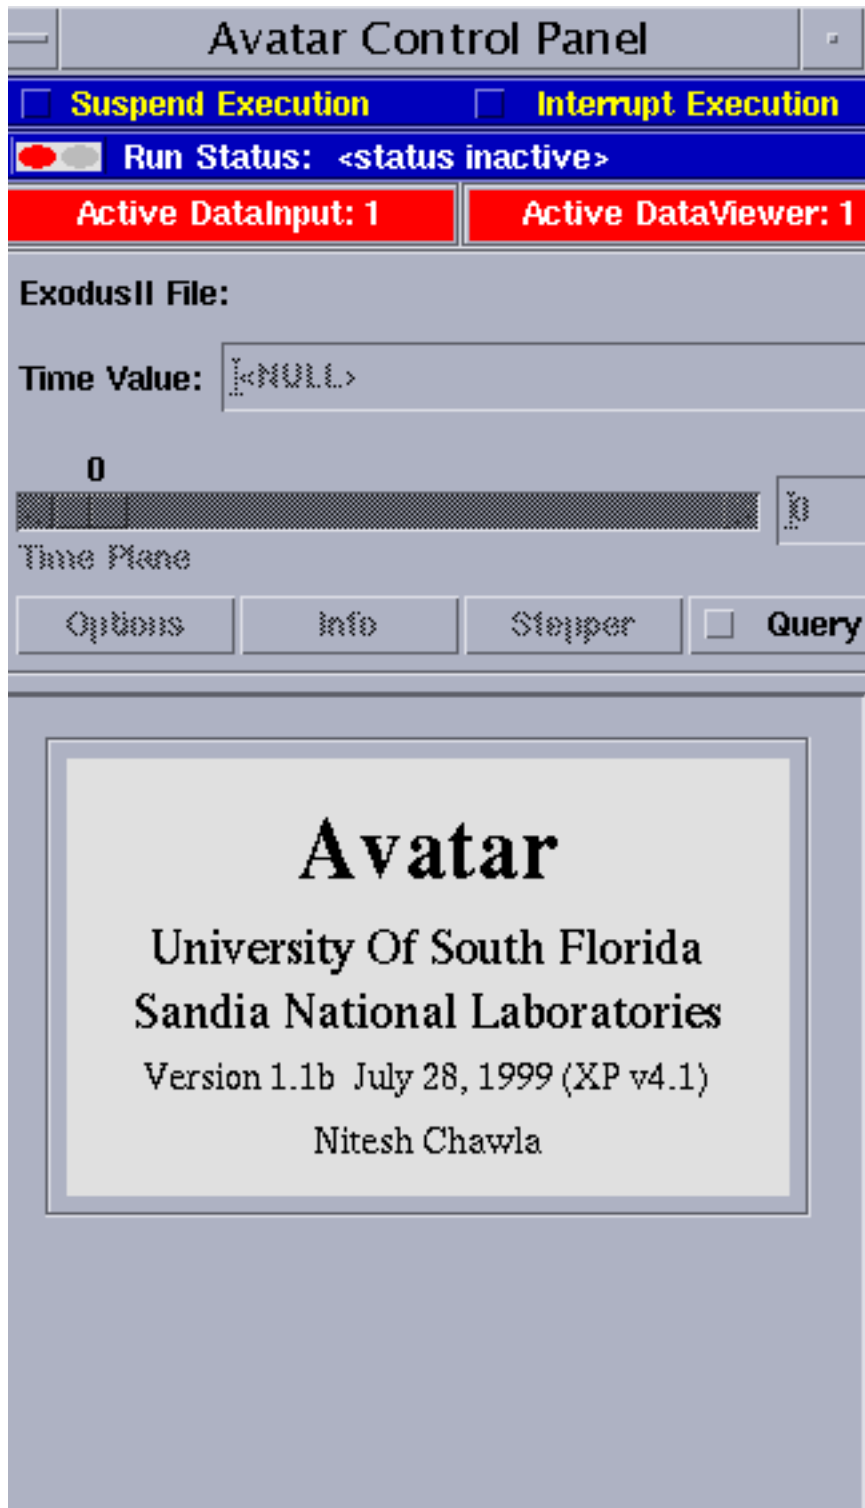 Avatar Control Panel
Suspend Execution Interrupt Execution
Run Status: <status inactive>
Active DataInput: 1 Active DataViewer: 1
ExodusII File:
Time Value: <NULL>
0
0
Time Plane
Options Info Stepper Query
Avatar
University Of South Florida
Sandia National Laboratories
Version 1.1b July 28, 1999 (XP v4.1)
Nitesh Chawla